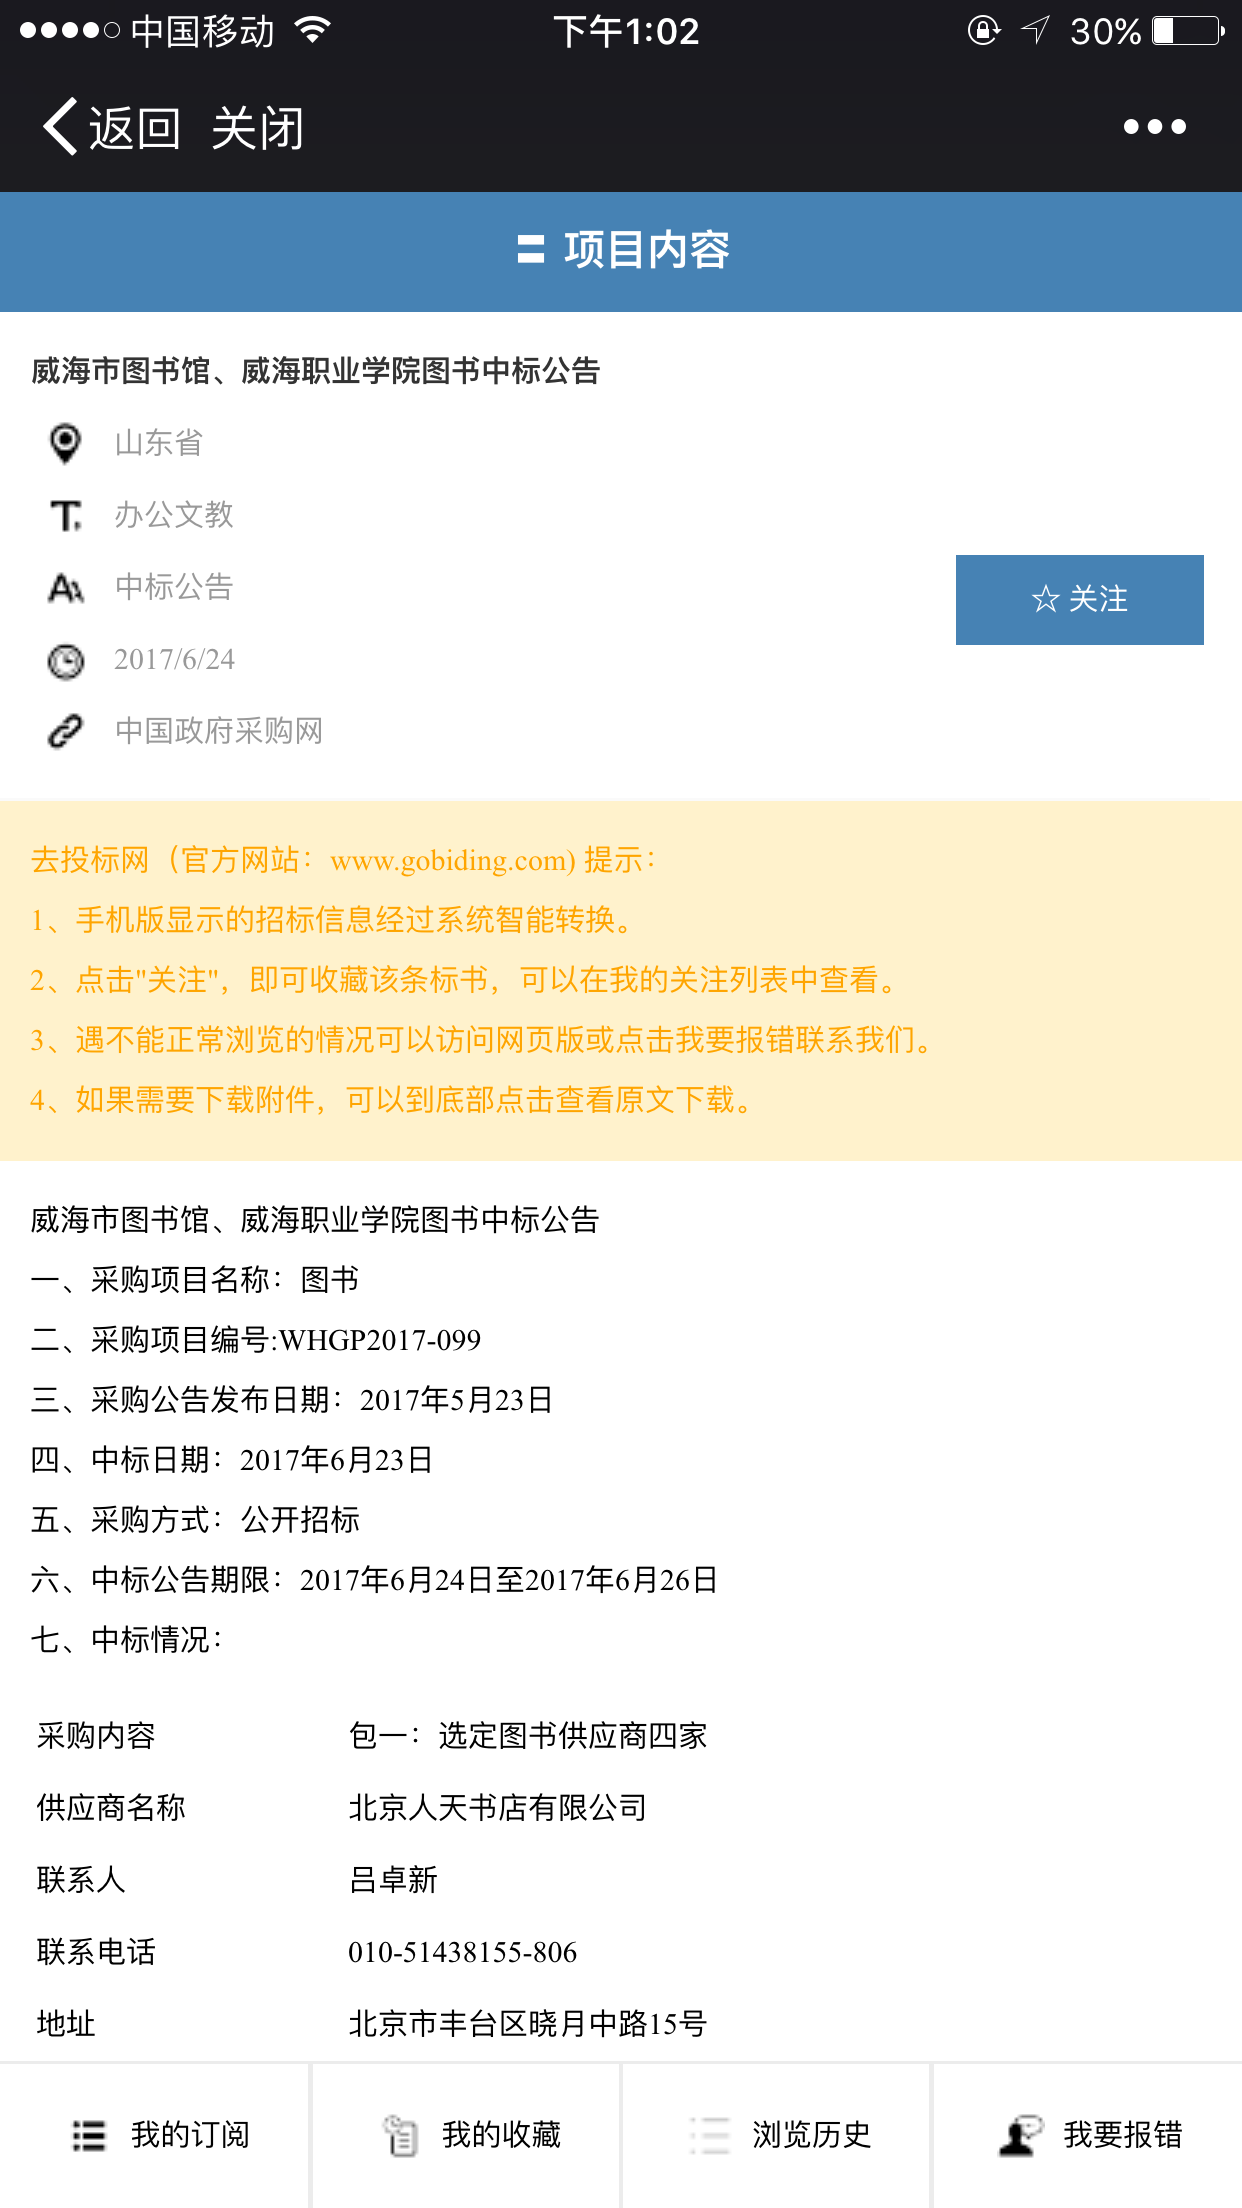 中国移动 下午1:02 30%
返回 关闭
项目内容
威海市图书馆、威海职业学院图书中标公告
山东省
办公文教
中标公告
☆ 关注
2017/6/24
中国政府采购网
去投标网（官方网站：www.gobiding.com) 提示：
1、手机版显示的招标信息经过系统智能转换。
2、点击"关注"，即可收藏该条标书，可以在我的关注列表中查看。
3、遇不能正常浏览的情况可以访问网页版或点击我要报错联系我们。
4、如果需要下载附件，可以到底部点击查看原文下载。
威海市图书馆、威海职业学院图书中标公告
一、采购项目名称：图书
二、采购项目编号:WHGP2017-099
三、采购公告发布日期：2017年5月23日
四、中标日期：2017年6月23日
五、采购方式：公开招标
六、中标公告期限：2017年6月24日至2017年6月26日
七、中标情况：
采购内容 包一：选定图书供应商四家
供应商名称 北京人天书店有限公司
联系人 吕卓新
联系电话 010-51438155-806
地址 北京市丰台区晓月中路15号
我的订阅 我的收藏 浏览历史 我要报错